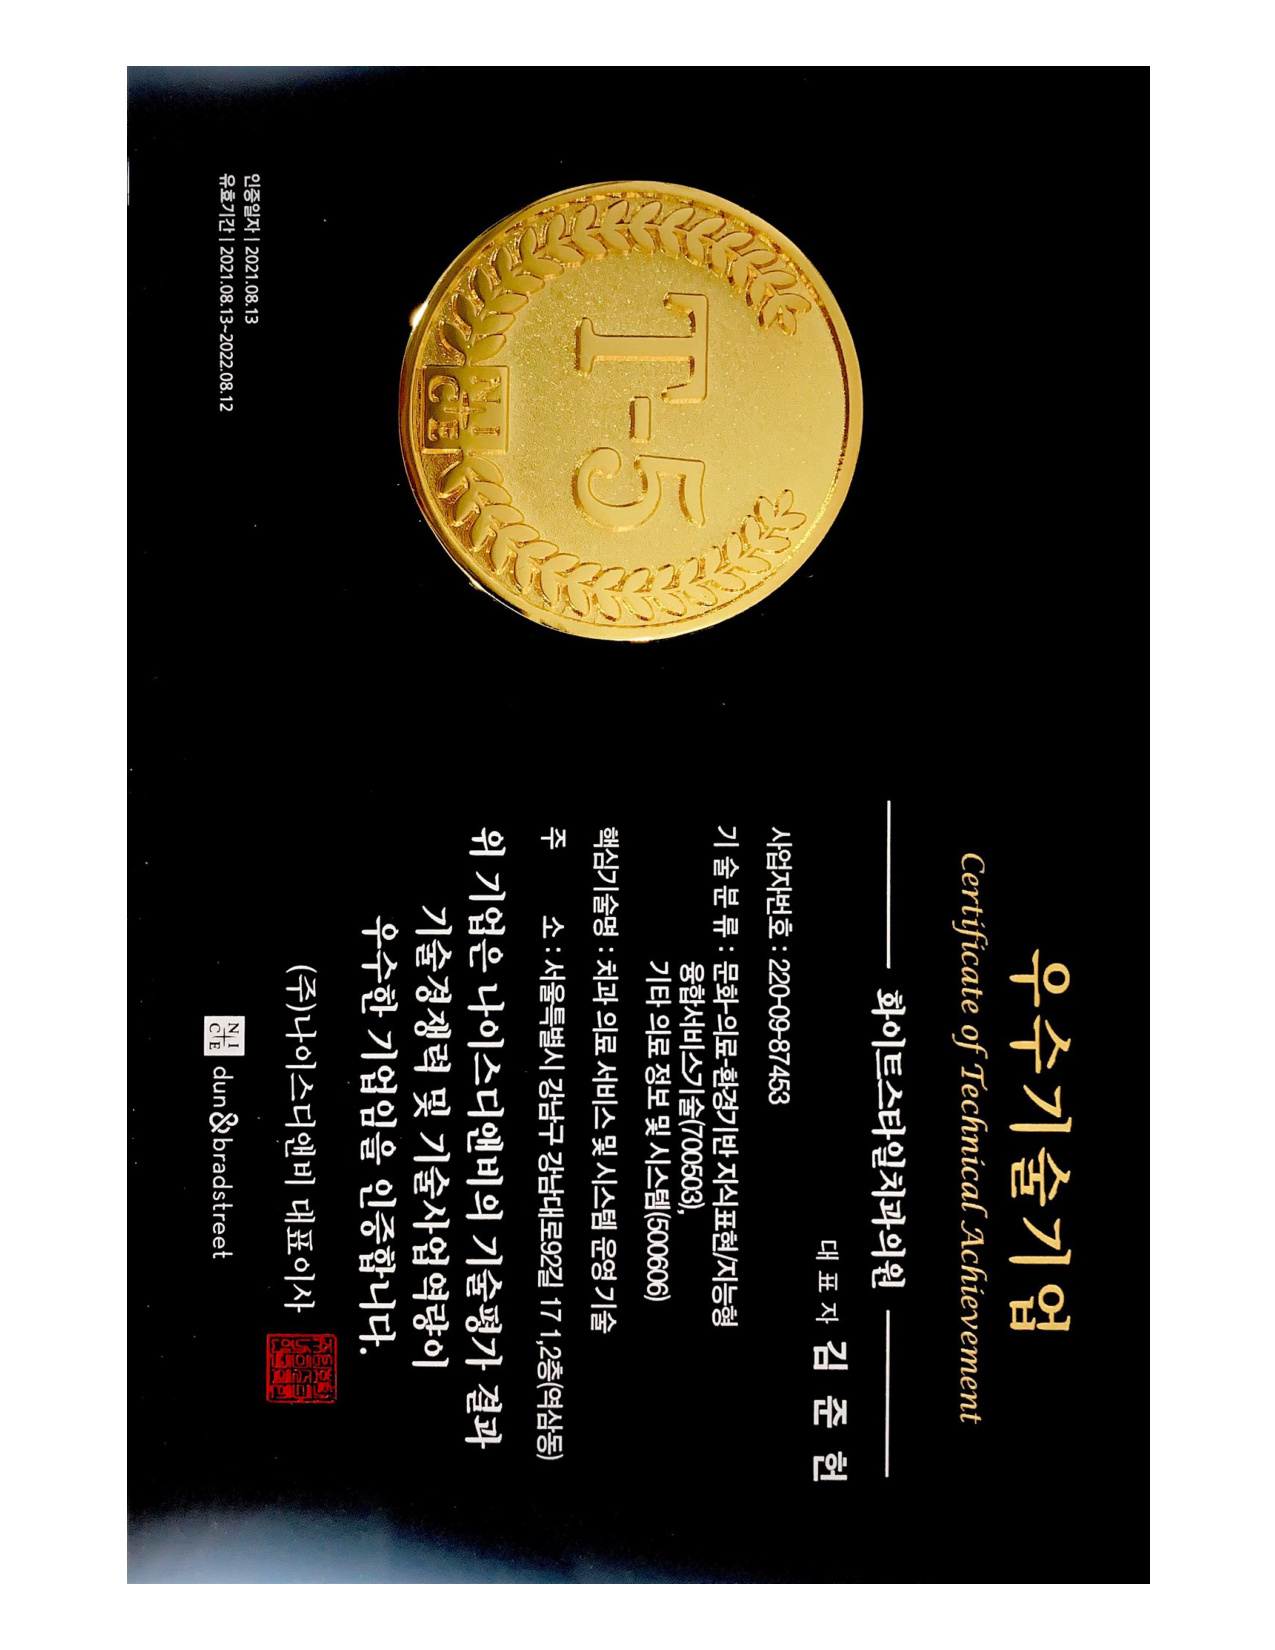 우수기술기업
Certificate of Technical Achievement
화이트스타일치과의원
대 표 자 김 준 헌
사업자번호 : 220-09-87453
기 술 분 류 : 문화-의료-환경기반 지식표현/지능형
융합서비스기술(700503),
기타 의료 정보 및 시스템(500606)
핵심기술명 : 치과 의료 서비스 및 시스템 운영 기술
주 소 : 서울특별시 강남구 강남대로92길 17 1,2층(역삼동)
위 기업은 나이스디앤비의 기술평가 결과
기술경쟁력 및 기술사업역량이
우수한 기업임을 인증합니다.
(주)나이스디앤비 대표이사
NICE dun&bradstreet
T-5
NICE
인증일자 | 2021.08.13
유효기간 | 2021.08.13~2022.08.12